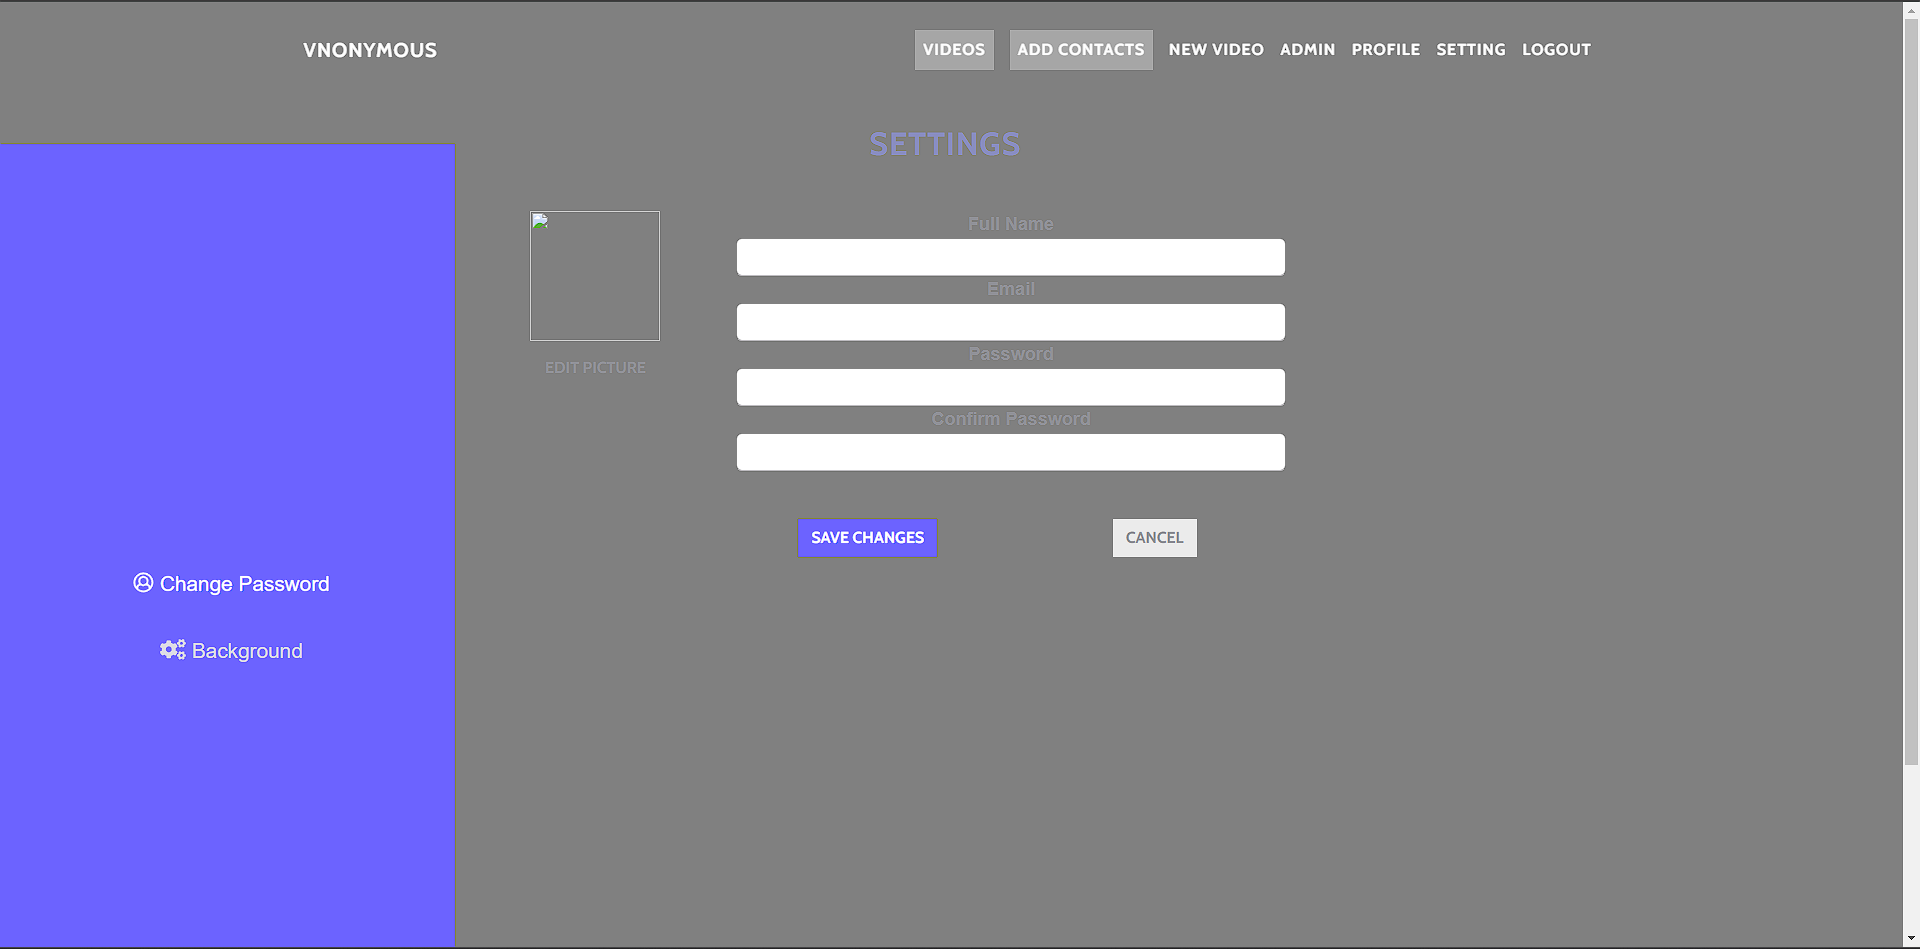 VNONYMOUS
VIDEOS ADD CONTACTS NEW VIDEO ADMIN PROFILE SETTING LOGOUT
SETTINGS
Full Name
Email
Password
Confirm Password
EDIT PICTURE
SAVE CHANGES CANCEL
Change Password
Background